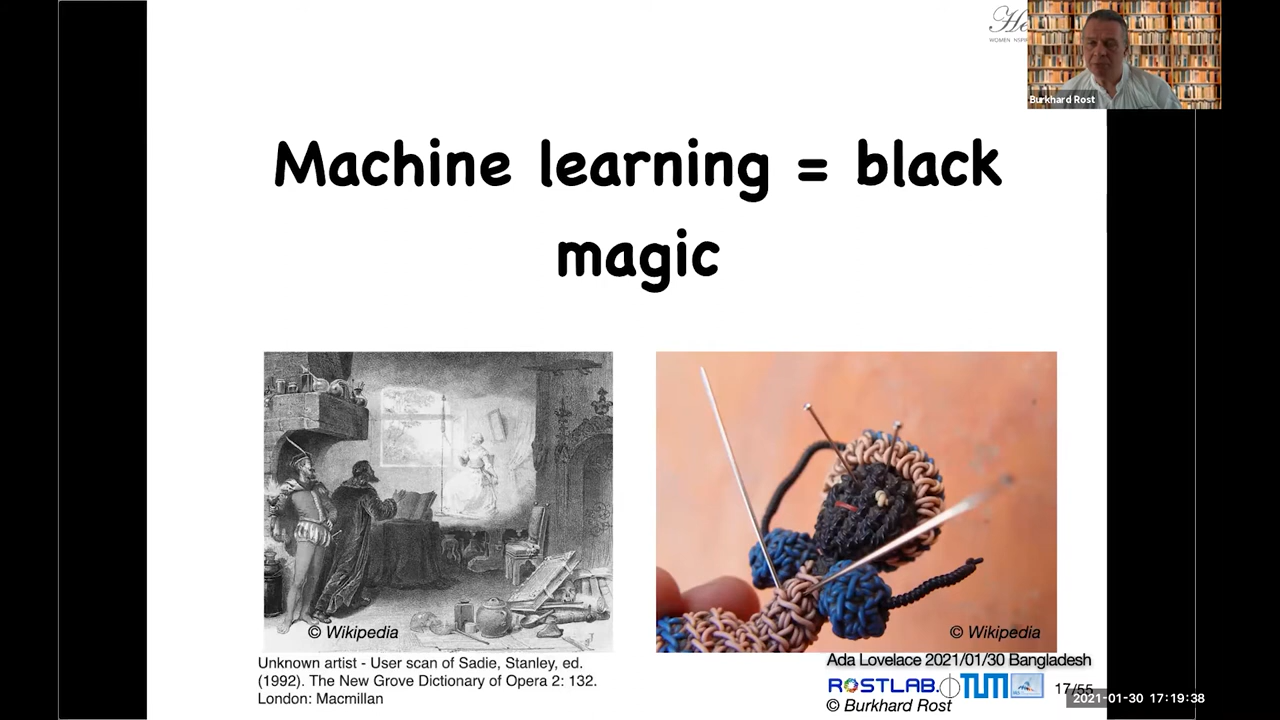 Burkhard Rost
Machine learning = black
magic
© Wikipedia
© Wikipedia
Unknown artist - User scan of Sadie, Stanley, ed.
(1992). The New Grove Dictionary of Opera 2: 132.
London: Macmillan
Ada Lovelace 2021/01/30 Bangladesh
ROSTLAB. TUM
17/55
© Burkhard Rost
2021-01-30 17:19:38